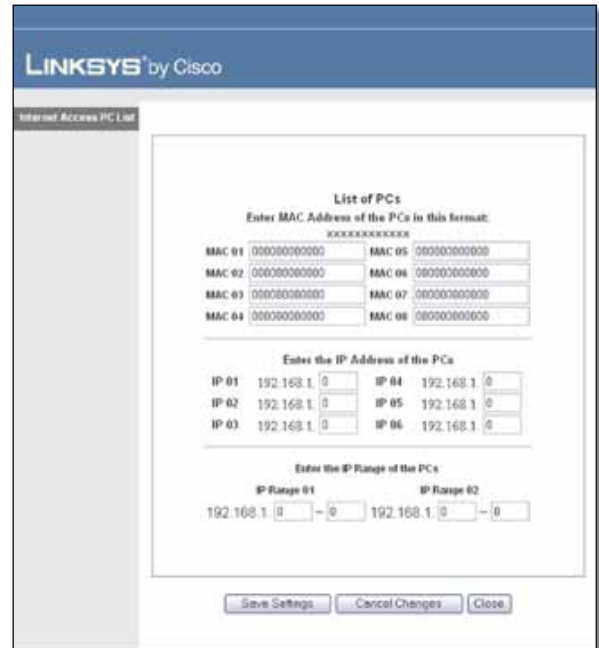 LINKSYS® by Cisco
Internet Access PC List
List of PCs
Enter MAC Address of the PCs in this format:
xxxxxxxxxxxx
MAC 01 000000000000 MAC 05 000000000000
MAC 02 000000000000 MAC 06 000000000000
MAC 03 000000000000 MAC 07 000000000000
MAC 04 000000000000 MAC 08 000000000000
Enter the IP Address of the PCs
IP 01 192.168.1. 0 IP 04 192.168.1. 0
IP 02 192.168.1. 0 IP 05 192.168.1. 0
IP 03 192.168.1. 0 IP 06 192.168.1. 0
Enter the IP Range of the PCs
IP Range 01 IP Range 02
192.168.1. 0 ~ 0 192.168.1. 0 ~ 0
Save Settings Cancel Changes Close